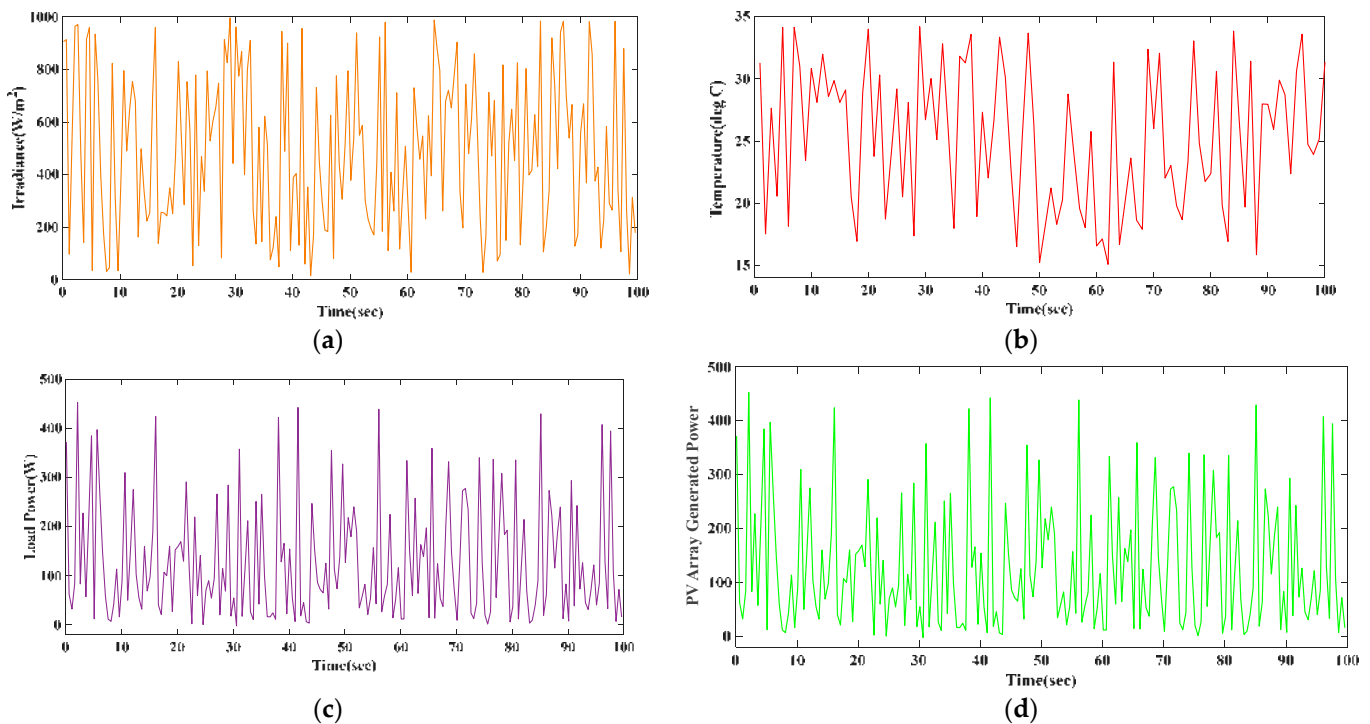 1000
800
600
400
200
0
Irradiance(W/m²)
0 10 20 30 40 50 60 70 80 90 100
Time(sec)
(a)
35
30
25
20
15
Temperature(deg C)
0 10 20 30 40 50 60 70 80 90 100
Time(sec)
(b)
500
400
300
200
100
0
Load Power(W)
0 10 20 30 40 50 60 70 80 90 100
Time(sec)
(c)
500
400
300
200
100
0
PV Array Generated Power
0 10 20 30 40 50 60 70 80 90 100
Time(sec)
(d)